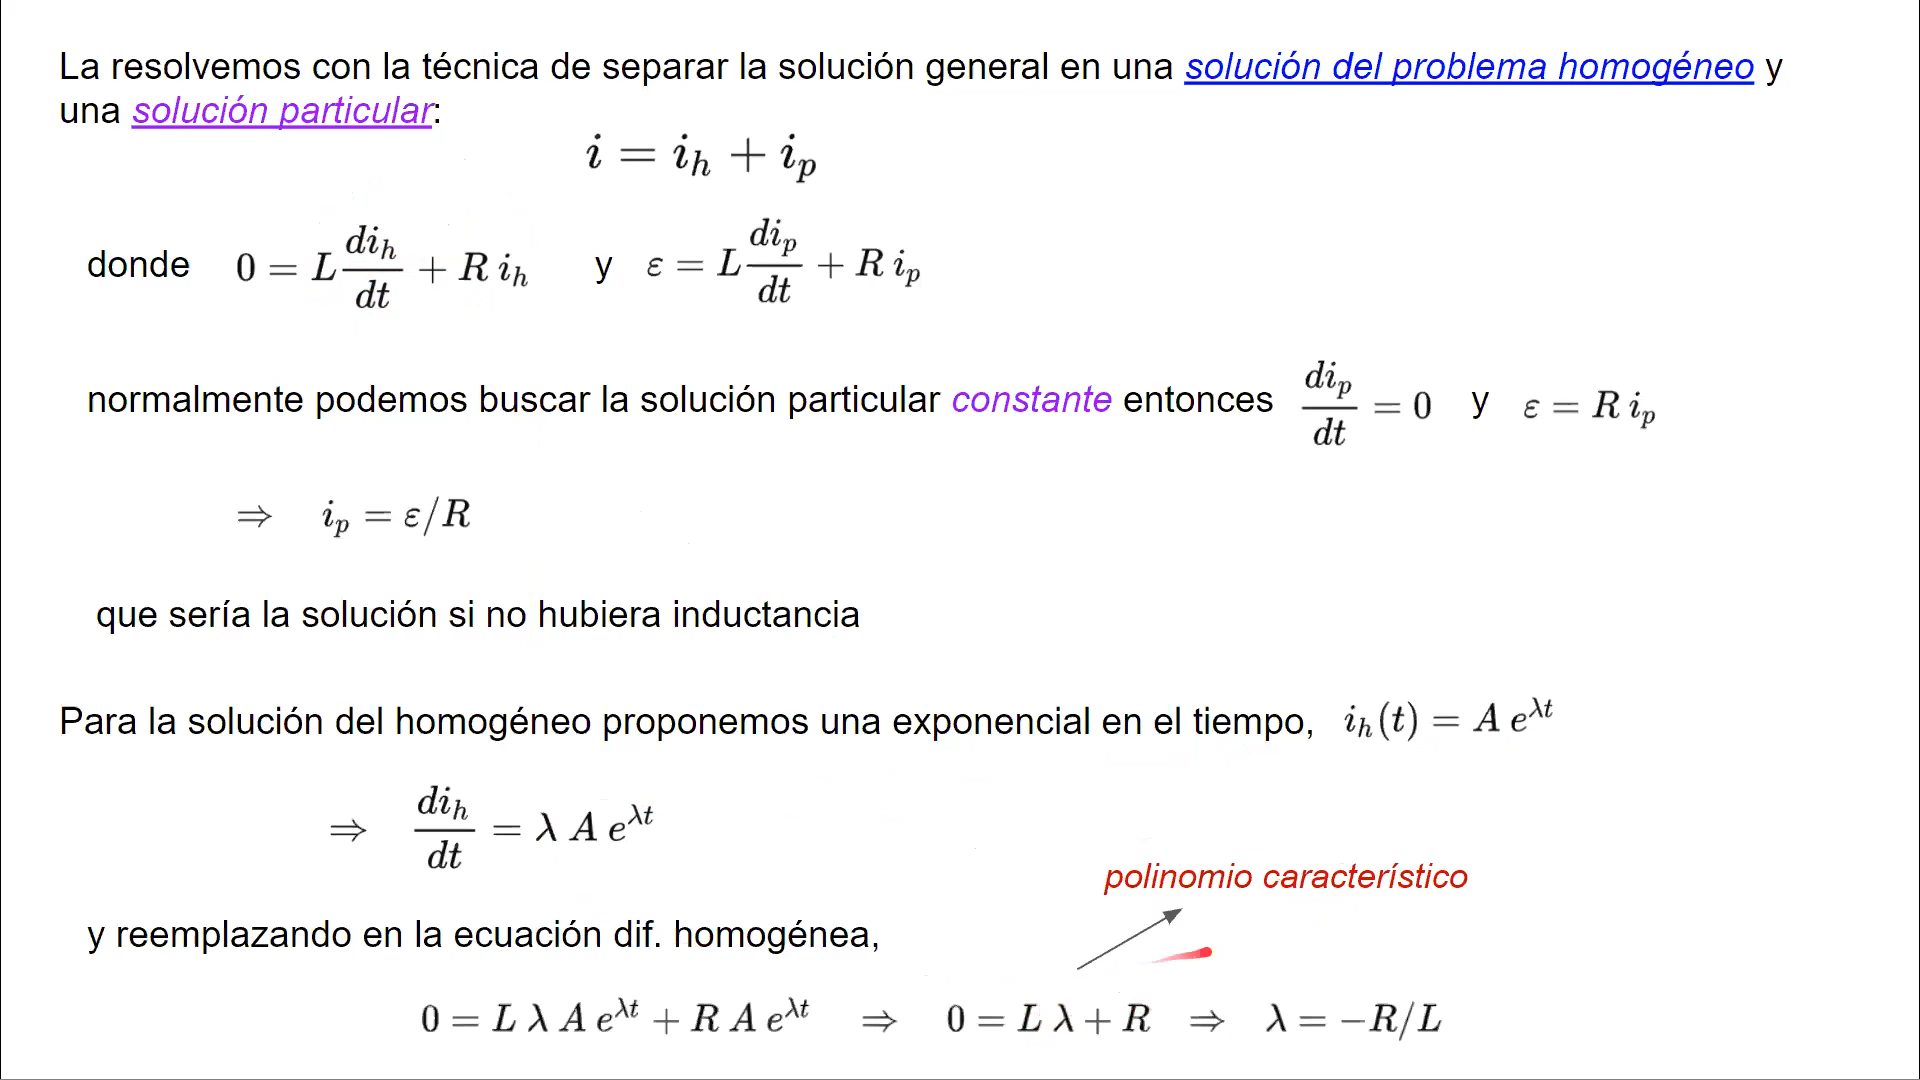 La resolvemos con la técnica de separar la solución general en una solución del problema homogéneo y
una solución particular:
i = i_h + i_p
donde 0 = L di_h/dt + R i_h y ε = L di_p/dt + R i_p
normalmente podemos buscar la solución particular constante entonces di_p/dt = 0 y ε = R i_p
⇒ i_p = ε/R
que sería la solución si no hubiera inductancia
Para la solución del homogéneo proponemos una exponencial en el tiempo, i_h(t) = A e^{λt}
⇒ di_h/dt = λ A e^{λt}
polinomio característico
y reemplazando en la ecuación dif. homogénea,
0 = L λ A e^{λt} + R A e^{λt} ⇒ 0 = L λ + R ⇒ λ = −R/L